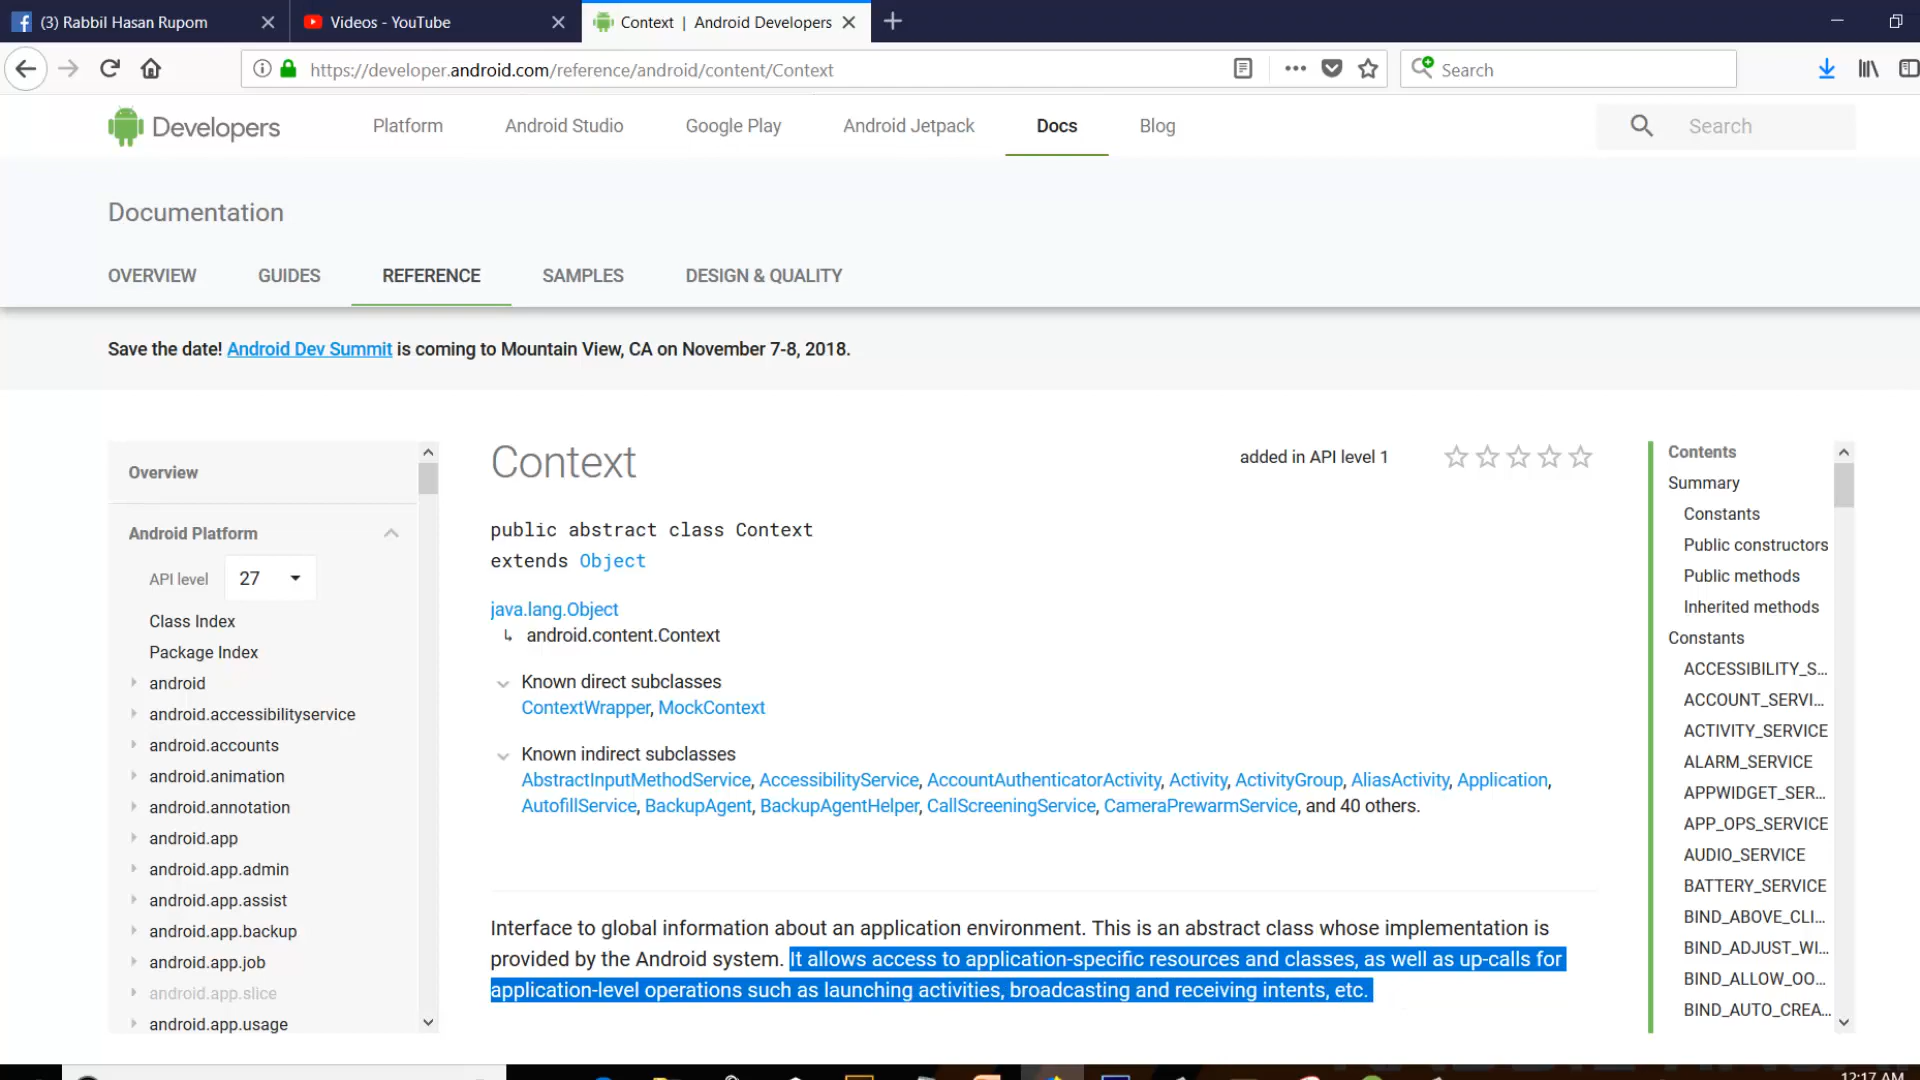 (3) Rabbil Hasan Rupom
Videos - YouTube
Context | Android Developers
https://developer.android.com/reference/android/content/Context
Search
Developers
Platform
Android Studio
Google Play
Android Jetpack
Docs
Blog
Search
Documentation
OVERVIEW
GUIDES
REFERENCE
SAMPLES
DESIGN & QUALITY
Save the date! Android Dev Summit is coming to Mountain View, CA on November 7-8, 2018.
Overview
Android Platform
API level 27
Class Index
Package Index
android
android.accessibilityservice
android.accounts
android.animation
android.annotation
android.app
android.app.admin
android.app.assist
android.app.backup
android.app.job
android.app.slice
android.app.usage
Context
added in API level 1
public abstract class Context
extends Object
java.lang.Object
↳ android.content.Context
Known direct subclasses
ContextWrapper, MockContext
Known indirect subclasses
AbstractInputMethodService, AccessibilityService, AccountAuthenticatorActivity, Activity, ActivityGroup, AliasActivity, Application,
AutofillService, BackupAgent, BackupAgentHelper, CallScreeningService, CameraPrewarmService, and 40 others.
Interface to global information about an application environment. This is an abstract class whose implementation is
provided by the Android system. It allows access to application-specific resources and classes, as well as up-calls for
application-level operations such as launching activities, broadcasting and receiving intents, etc.
Contents
Summary
Constants
Public constructors
Public methods
Inherited methods
Constants
ACCESSIBILITY_S...
ACCOUNT_SERVI...
ACTIVITY_SERVICE
ALARM_SERVICE
APPWIDGET_SER...
APP_OPS_SERVICE
AUDIO_SERVICE
BATTERY_SERVICE
BIND_ABOVE_CLI...
BIND_ADJUST_WI...
BIND_ALLOW_OO...
BIND_AUTO_CREA...
12:17 AM